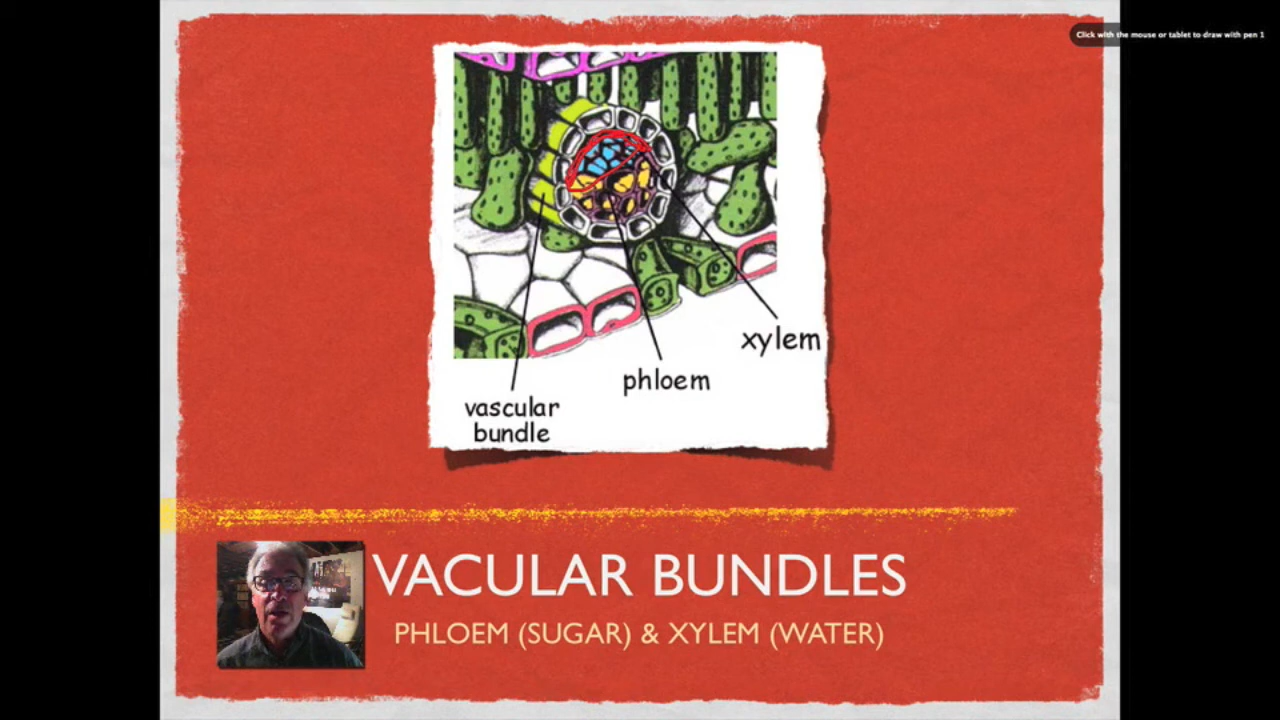 Click with the mouse or tablet to draw with pen 1
xylem
phloem
vascular
bundle
VACULAR BUNDLES
PHLOEM (SUGAR) & XYLEM (WATER)